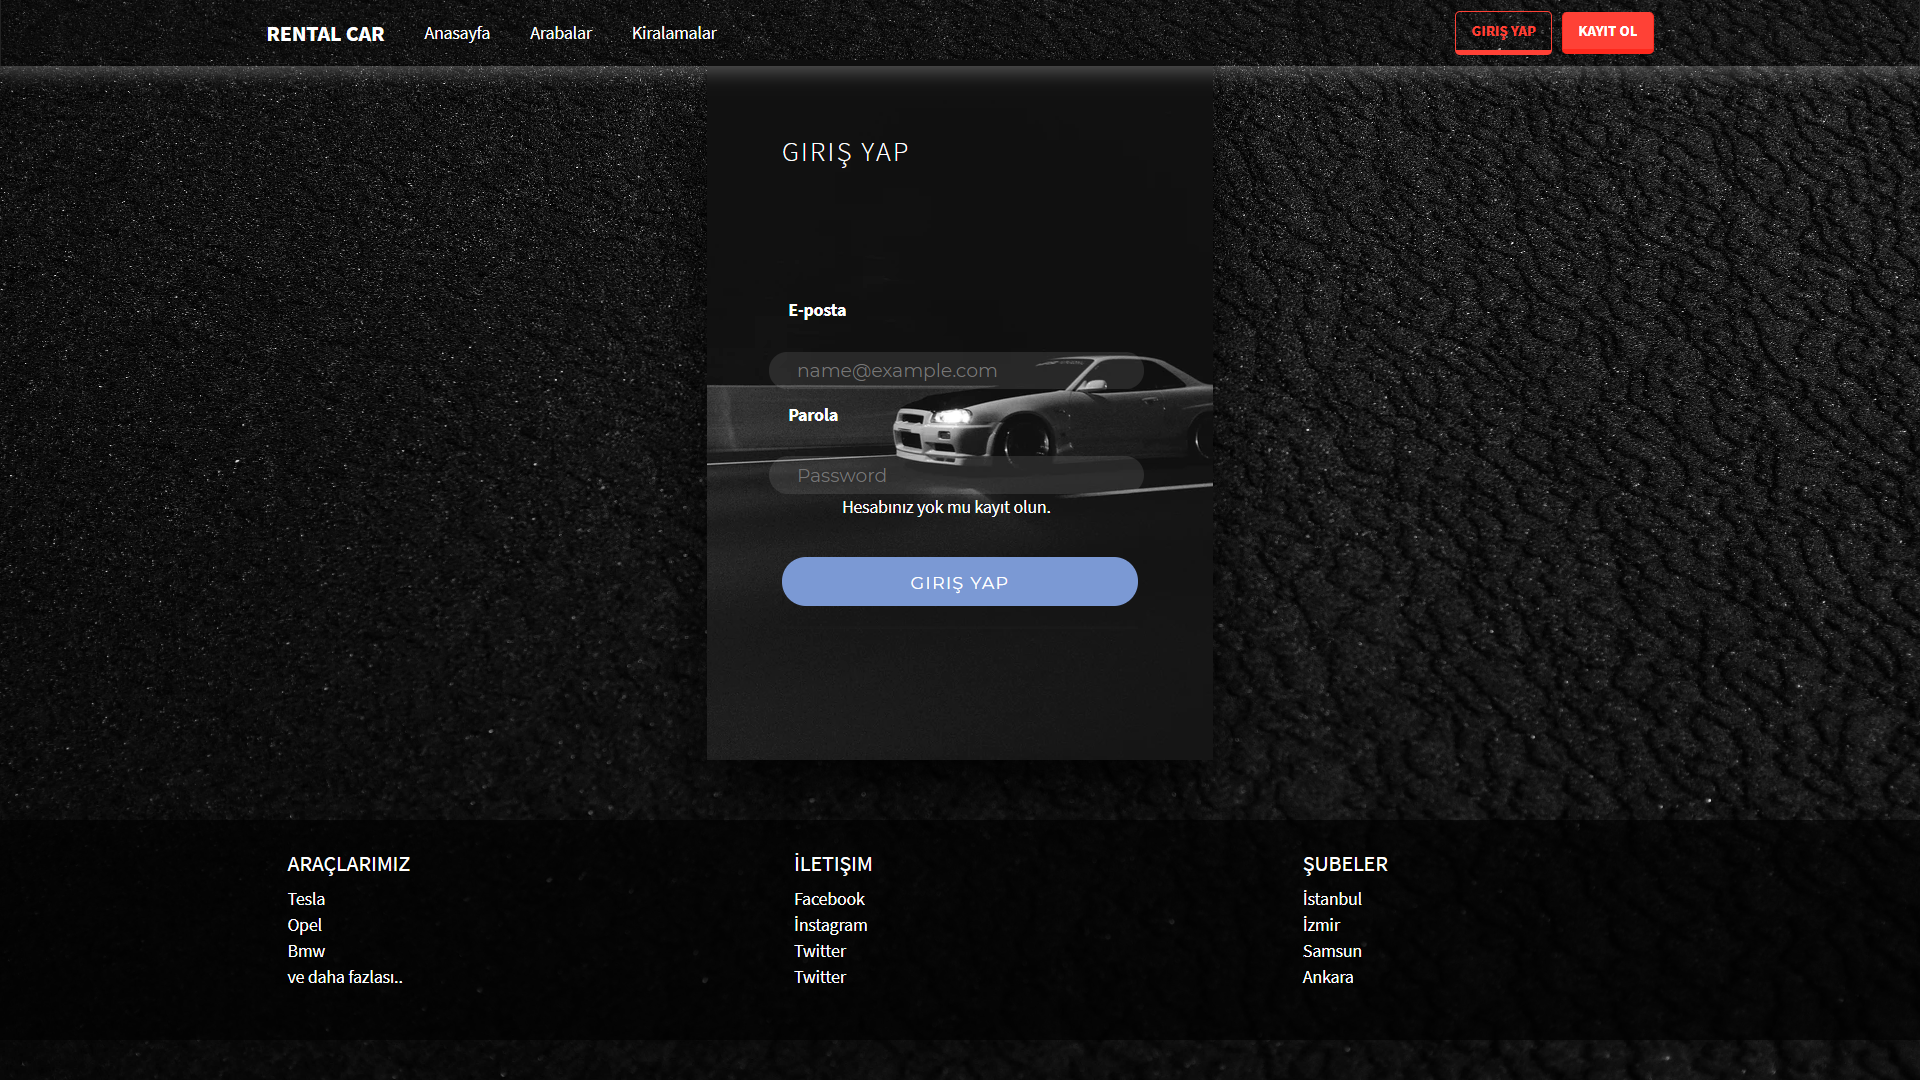 RENTAL CAR Anasayfa Arabalar Kiralamalar GIRIŞ YAP KAYIT OL
GIRIŞ YAP
E-posta
name@example.com
Parola
Password
Hesabınız yok mu kayıt olun.
GIRIŞ YAP
ARAÇLARIMIZ
Tesla
Opel
Bmw
ve daha fazlası..
İLETIŞIM
Facebook
İnstagram
Twitter
Twitter
ŞUBELER
İstanbul
İzmir
Samsun
Ankara